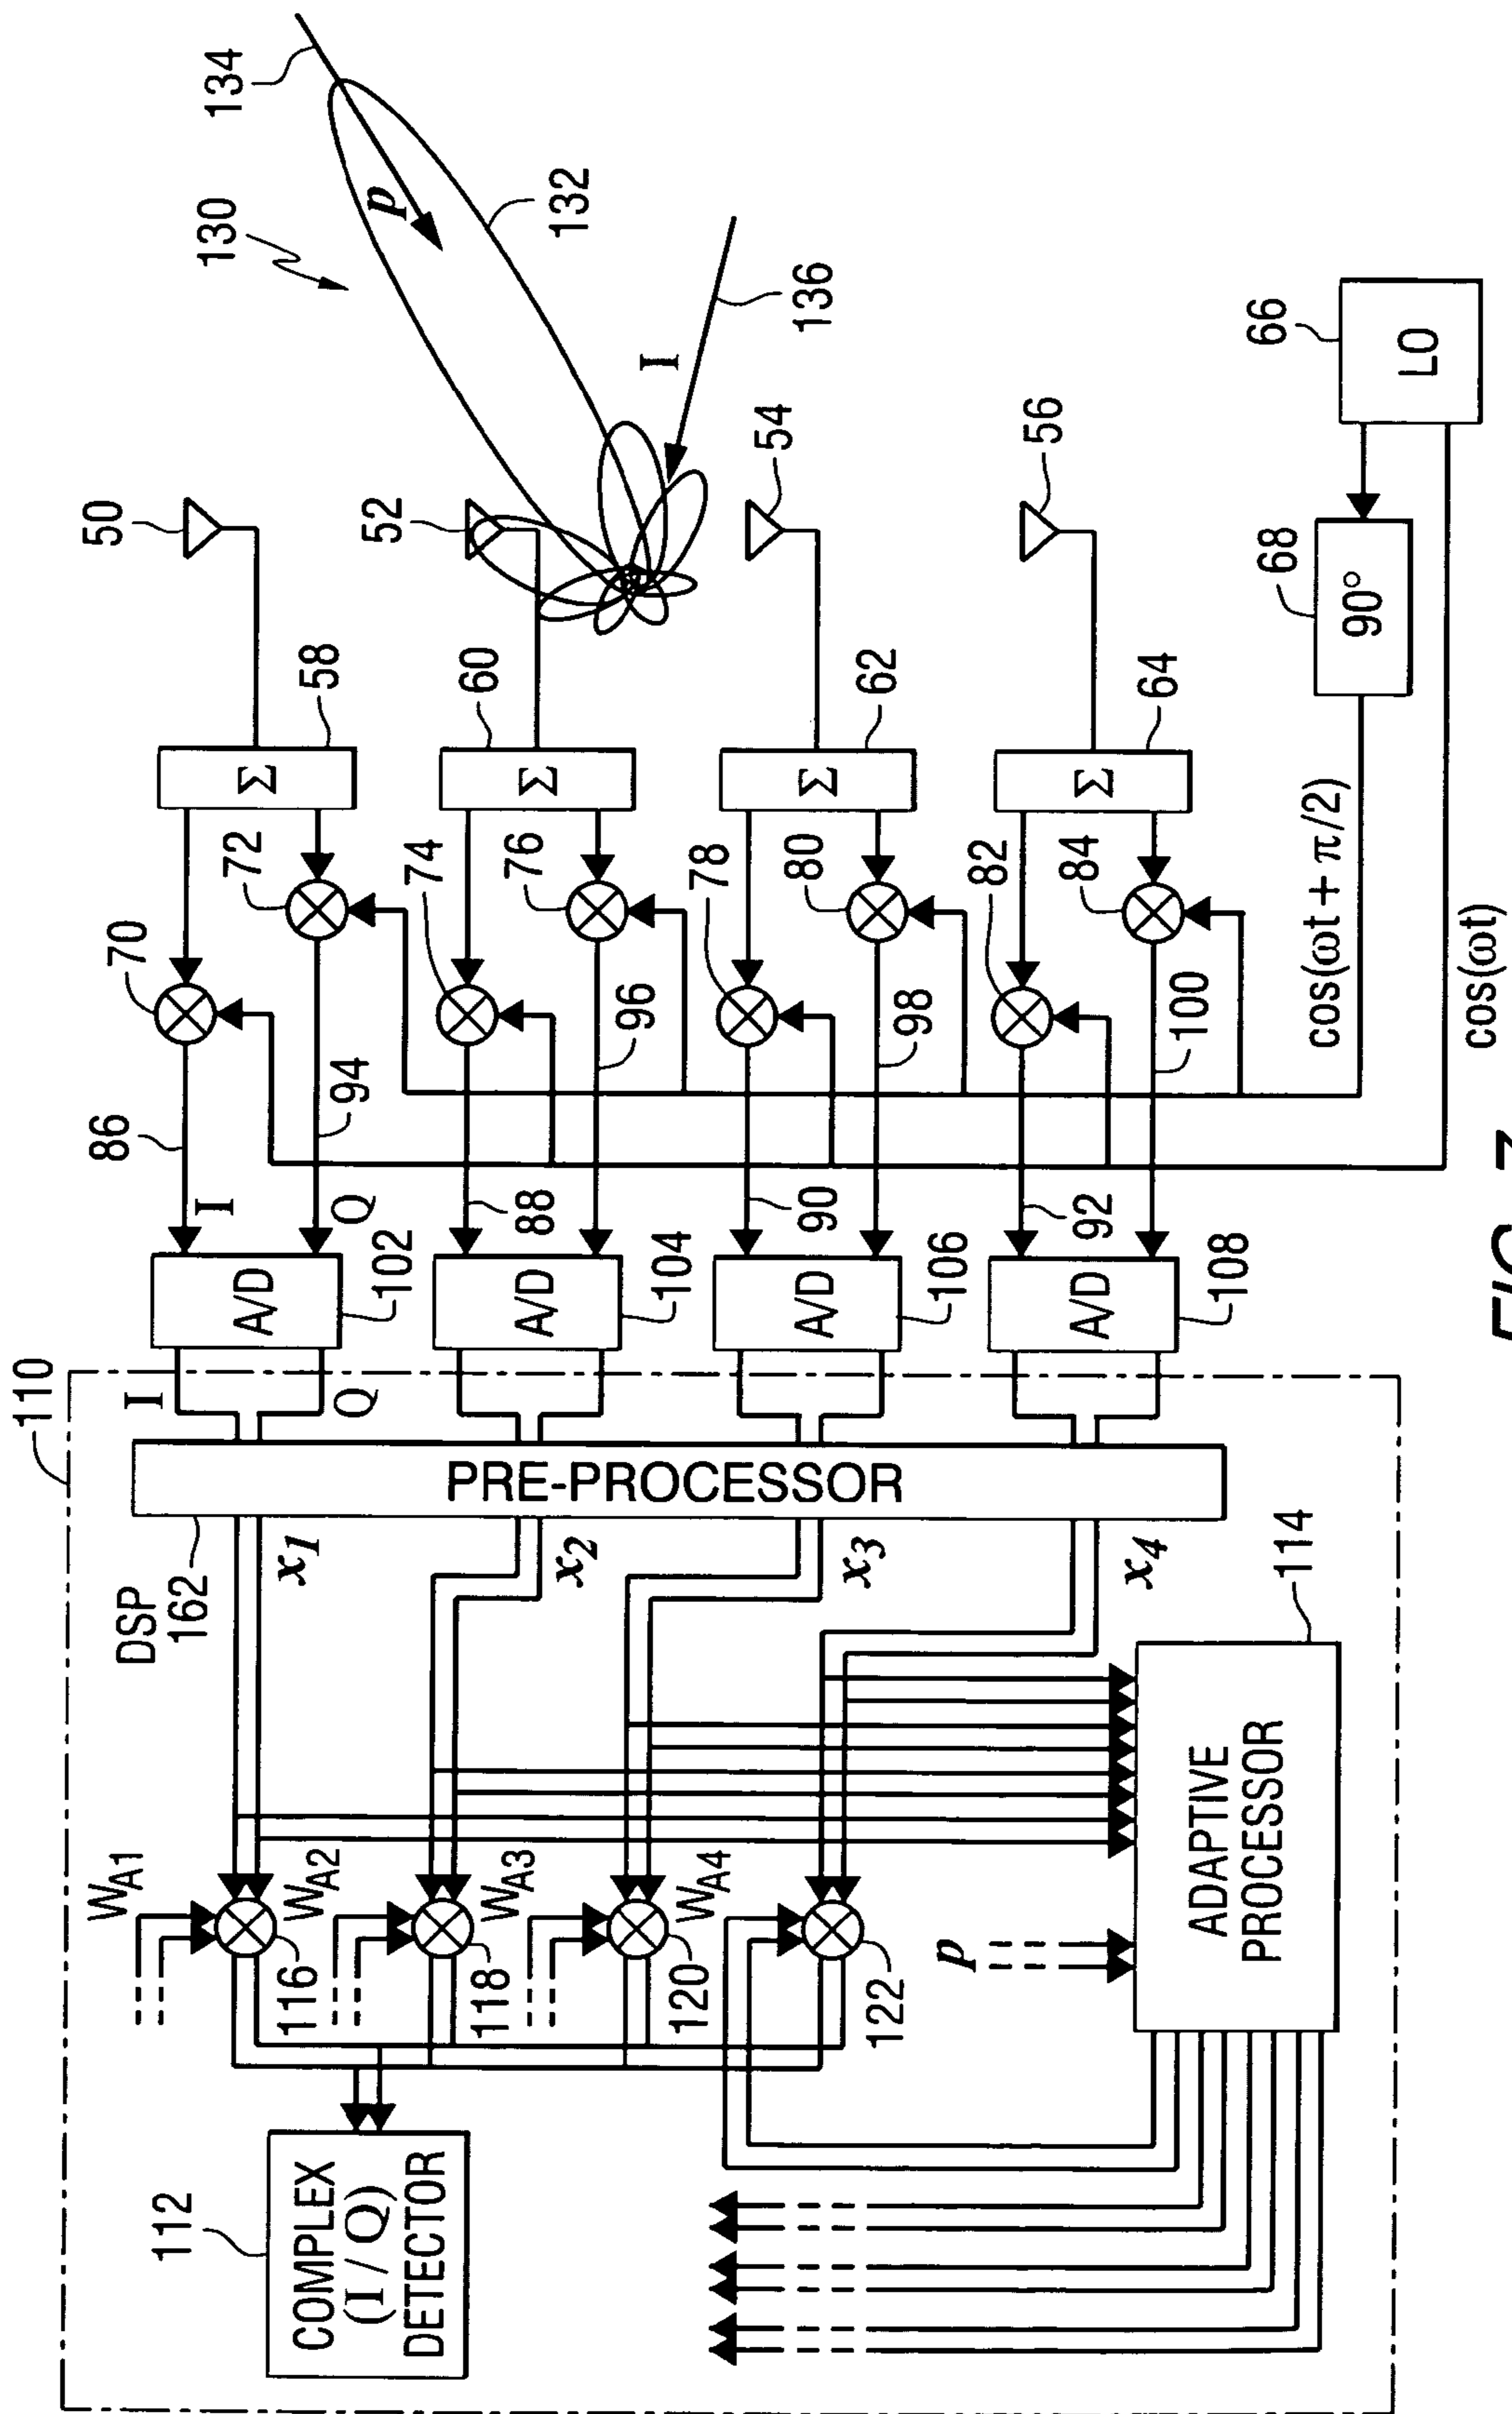 134
130
P
132
I
136
50
52
54
56
66
LO
68
90°
58
60
62
64
Σ
Σ
Σ
Σ
70
72
74
76
78
80
82
84
cos(ωt + π/2)
cos(ωt)
86
94
88
96
90
98
92
100
I
Q
A/D
A/D
A/D
A/D
102
104
106
108
110
I
Q
PRE-PROCESSOR
DSP
162
x1
x2
x3
x4
114
WA1
WA2
WA3
WA4
116
118
120
122
p
ADAPTIVE
PROCESSOR
112
COMPLEX
(I / Q)
DETECTOR